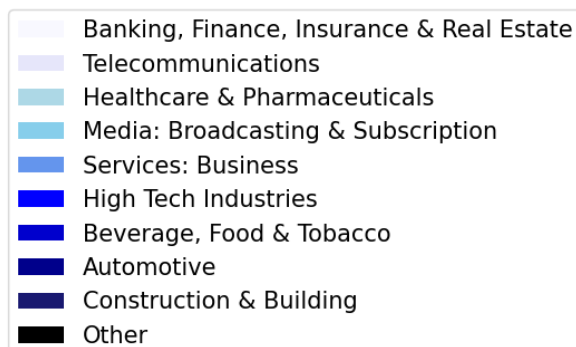 Banking, Finance, Insurance & Real Estate
Telecommunications
Healthcare & Pharmaceuticals
Media: Broadcasting & Subscription
Services: Business
High Tech Industries
Beverage, Food & Tobacco
Automotive
Construction & Building
Other